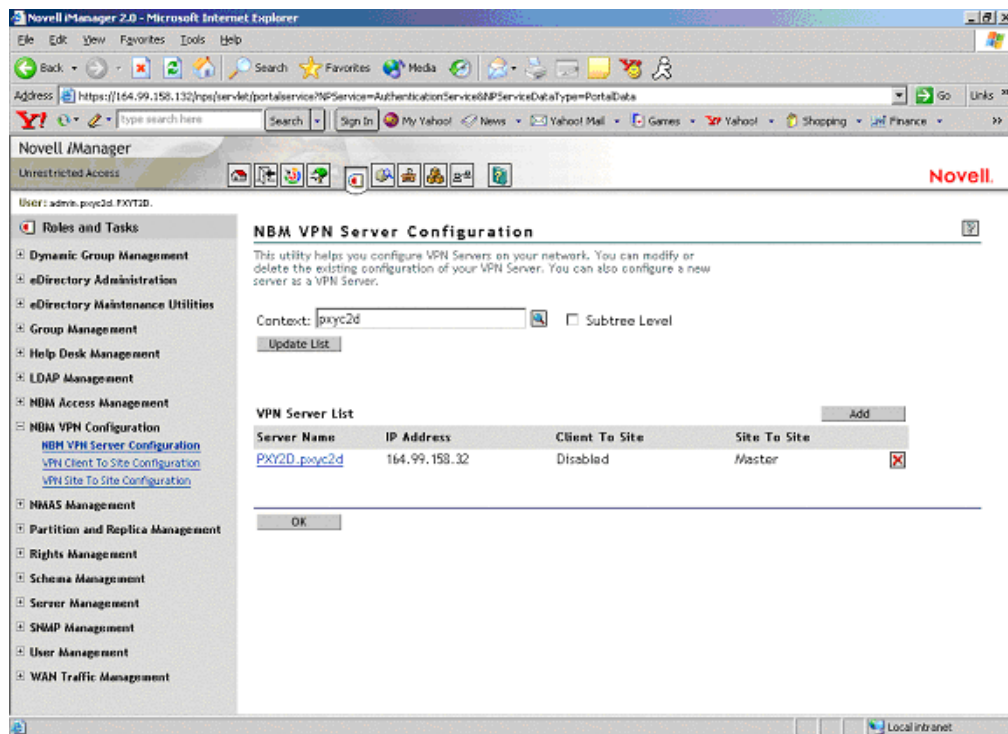 Novell iManager 2.0 - Microsoft Internet Explorer
File Edit View Favorites Tools Help
Back Search Favorites Media
Address https://164.99.158.132/nps/servlet/portalservice?NPService=AuthenticationService&NPServiceDataType=PortalData Go Links
Y! type search here Search Sign In My Yahoo! News Yahoo! Mail Games Yahoo! Shopping Finance
Novell iManager
Unrestricted Access
Novell.
User: admin.pxyc2d.PXYT2D.
Roles and Tasks
Dynamic Group Management
eDirectory Administration
eDirectory Maintenance Utilities
Group Management
Help Desk Management
LDAP Management
NBM Access Management
NBM VPN Configuration
NBM VPN Server Configuration
VPN Client To Site Configuration
VPN Site To Site Configuration
NMAS Management
Partition and Replica Management
Rights Management
Schema Management
Server Management
SNMP Management
User Management
WAN Traffic Management
NBM VPN Server Configuration
This utility helps you configure VPN Servers on your network. You can modify or
delete the existing configuration of your VPN Server. You can also configure a new
server as a VPN Server.
Context: pxyc2d Subtree Level
Update List
VPN Server List Add
Server Name IP Address Client To Site Site To Site
PXY2D.pxyc2d 164.99.158.32 Disabled Master
OK
Local intranet